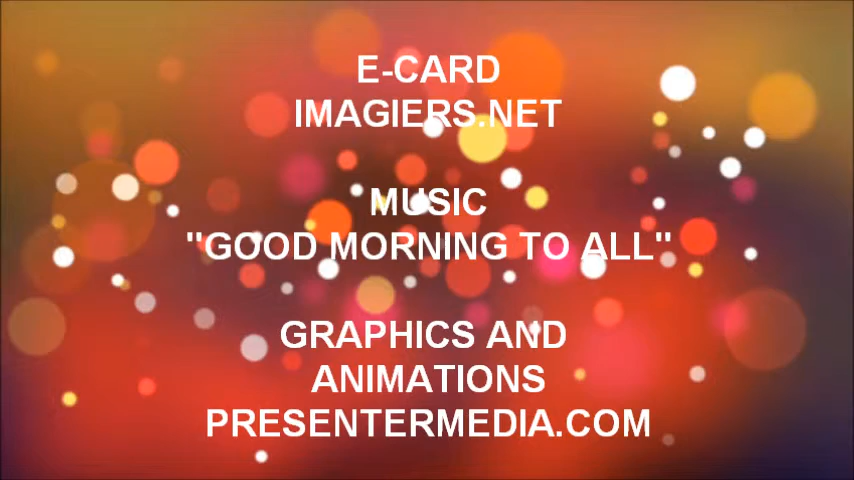 E-CARD
IMAGIERS.NET
MUSIC
"GOOD MORNING TO ALL"
GRAPHICS AND
ANIMATIONS
PRESENTERMEDIA.COM